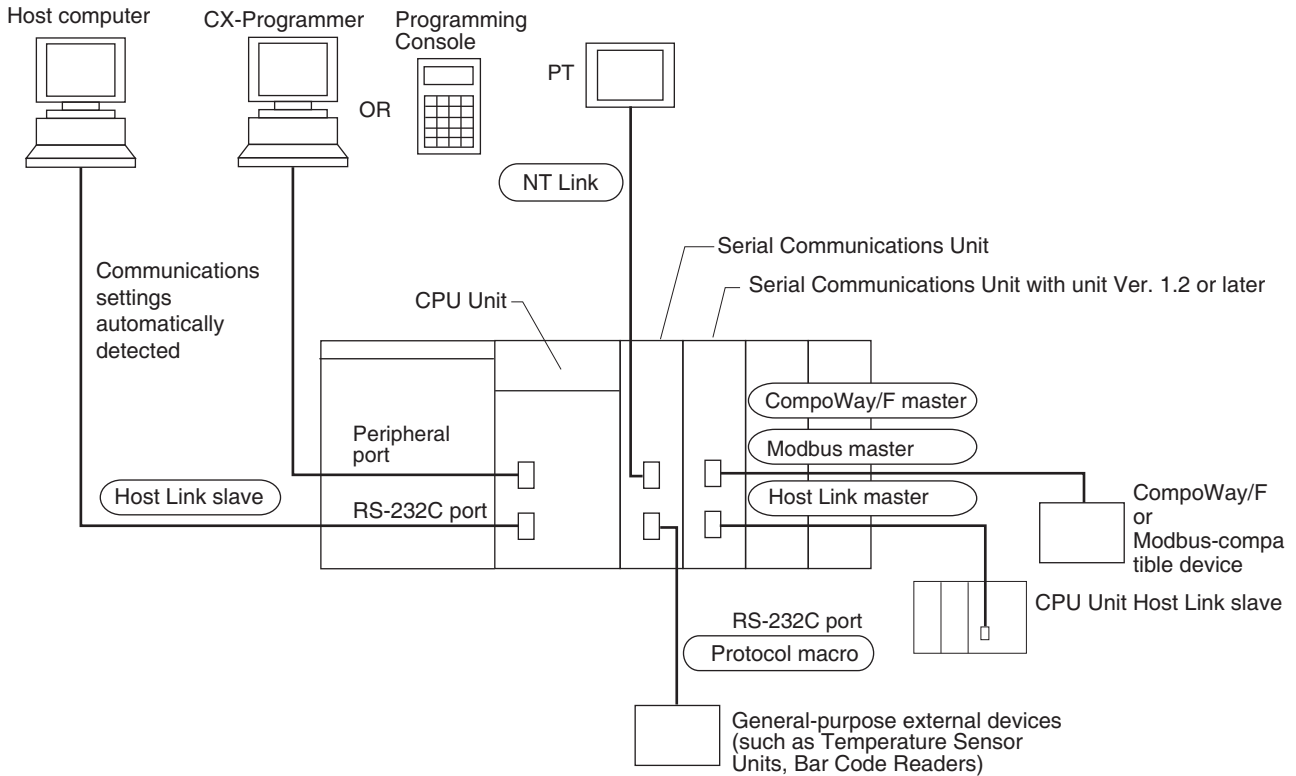 Host computer
CX-Programmer
Programming
Console
OR
PT
NT Link
Serial Communications Unit
Serial Communications Unit with unit Ver. 1.2 or later
Communications
settings
automatically
detected
CPU Unit
CompoWay/F master
Modbus master
Host Link master
Peripheral
port
Host Link slave
RS-232C port
CompoWay/F
or
Modbus-compa
tible device
CPU Unit Host Link slave
RS-232C port
Protocol macro
General-purpose external devices
(such as Temperature Sensor
Units, Bar Code Readers)